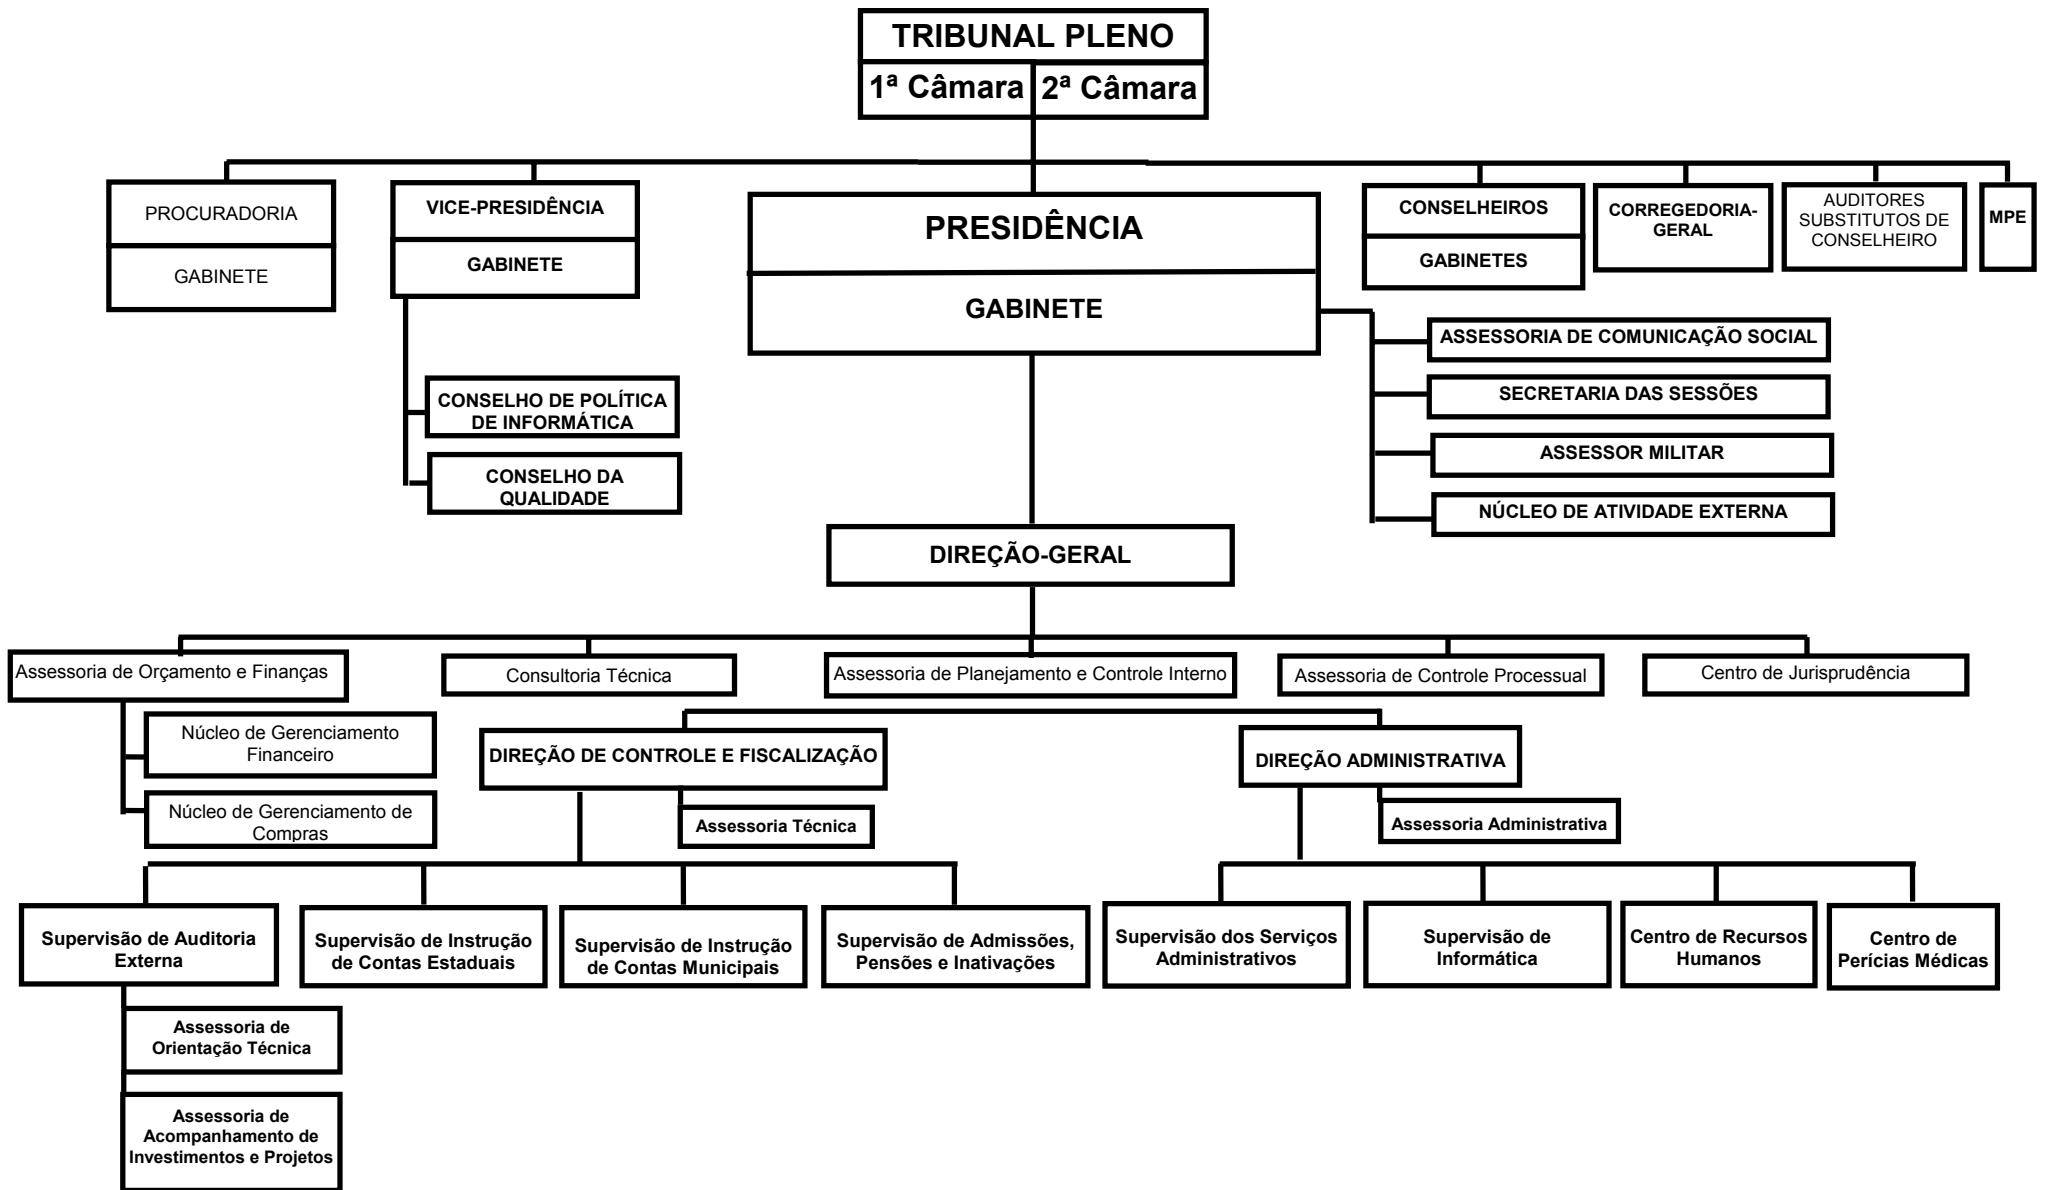 TRIBUNAL PLENO
1ª Câmara
2ª Câmara
PROCURADORIA
GABINETE
VICE-PRESIDÊNCIA
GABINETE
PRESIDÊNCIA
GABINETE
CONSELHEIROS
GABINETES
CORREGEDORIA-
GERAL
AUDITORES
SUBSTITUTOS DE
CONSELHEIRO
MPE
CONSELHO DE POLÍTICA
DE INFORMÁTICA
CONSELHO DA
QUALIDADE
ASSESSORIA DE COMUNICAÇÃO SOCIAL
SECRETARIA DAS SESSÕES
ASSESSOR MILITAR
NÚCLEO DE ATIVIDADE EXTERNA
DIREÇÃO-GERAL
Assessoria de Orçamento e Finanças
Consultoria Técnica
Assessoria de Planejamento e Controle Interno
Assessoria de Controle Processual
Centro de Jurisprudência
Núcleo de Gerenciamento
Financeiro
Núcleo de Gerenciamento de
Compras
DIREÇÃO DE CONTROLE E FISCALIZAÇÃO
Assessoria Técnica
DIREÇÃO ADMINISTRATIVA
Assessoria Administrativa
Supervisão de Auditoria
Externa
Supervisão de Instrução
de Contas Estaduais
Supervisão de Instrução
de Contas Municipais
Supervisão de Admissões,
Pensões e Inativações
Supervisão dos Serviços
Administrativos
Supervisão de
Informática
Centro de Recursos
Humanos
Centro de
Perícias Médicas
Assessoria de
Orientação Técnica
Assessoria de
Acompanhamento de
Investimentos e Projetos